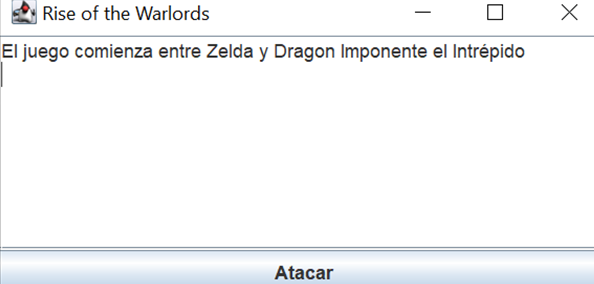 Rise of the Warlords
El juego comienza entre Zelda y Dragon Imponente el Intrépido
Atacar